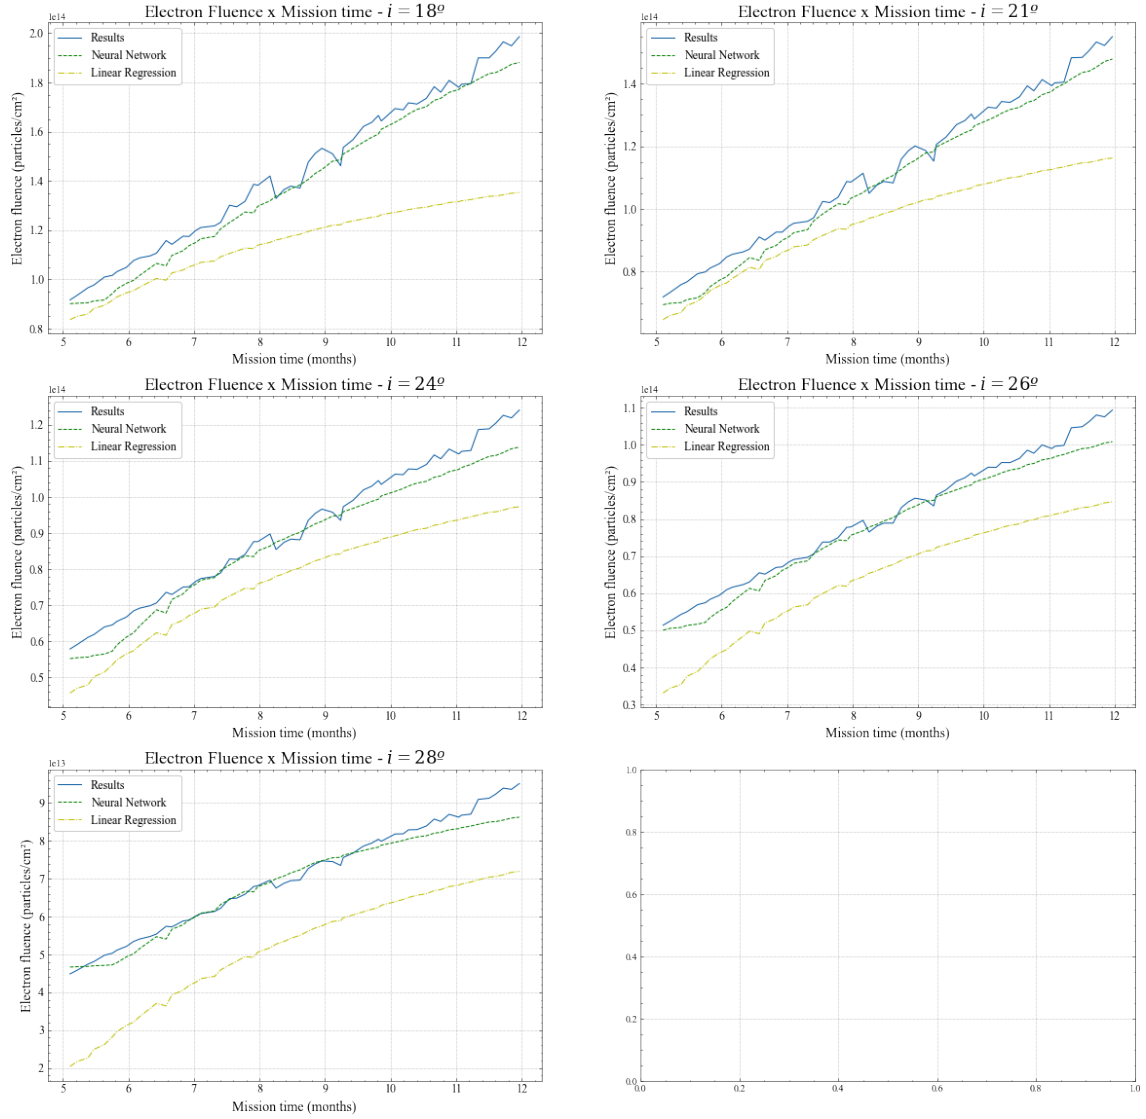 Electron Fluence x Mission time - i = 18º
1e14
2.0
1.8
1.6
1.4
1.2
1.0
0.8
Electron fluence (particles/cm²)
Results
Neural Network
Linear Regression
5 6 7 8 9 10 11 12
Mission time (months)
Electron Fluence x Mission time - i = 21º
1e14
1.4
1.2
1.0
0.8
Electron fluence (particles/cm²)
Results
Neural Network
Linear Regression
5 6 7 8 9 10 11 12
Mission time (months)
Electron Fluence x Mission time - i = 24º
1e14
1.2
1.1
1.0
0.9
0.8
0.7
0.6
0.5
Electron fluence (particles/cm²)
Results
Neural Network
Linear Regression
5 6 7 8 9 10 11 12
Mission time (months)
Electron Fluence x Mission time - i = 26º
1e14
1.1
1.0
0.9
0.8
0.7
0.6
0.5
0.4
0.3
Electron fluence (particles/cm²)
Results
Neural Network
Linear Regression
5 6 7 8 9 10 11 12
Mission time (months)
Electron Fluence x Mission time - i = 28º
1e13
9
8
7
6
5
4
3
2
Electron fluence (particles/cm²)
Results
Neural Network
Linear Regression
5 6 7 8 9 10 11 12
Mission time (months)
1.0
0.8
0.6
0.4
0.2
0.0
0.0 0.2 0.4 0.6 0.8 1.0